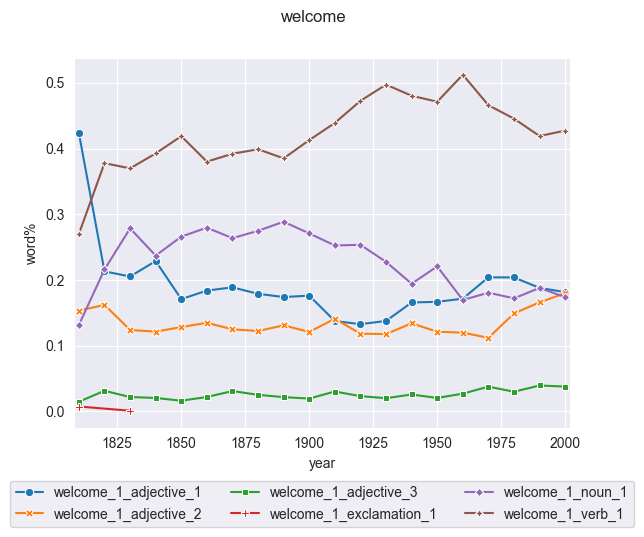 welcome
0.5
0.4
0.3
0.2
0.1
0.0
word%
1825 1850 1875 1900 1925 1950 1975 2000
year
welcome_1_adjective_1 welcome_1_adjective_3 welcome_1_noun_1
welcome_1_adjective_2 welcome_1_exclamation_1 welcome_1_verb_1